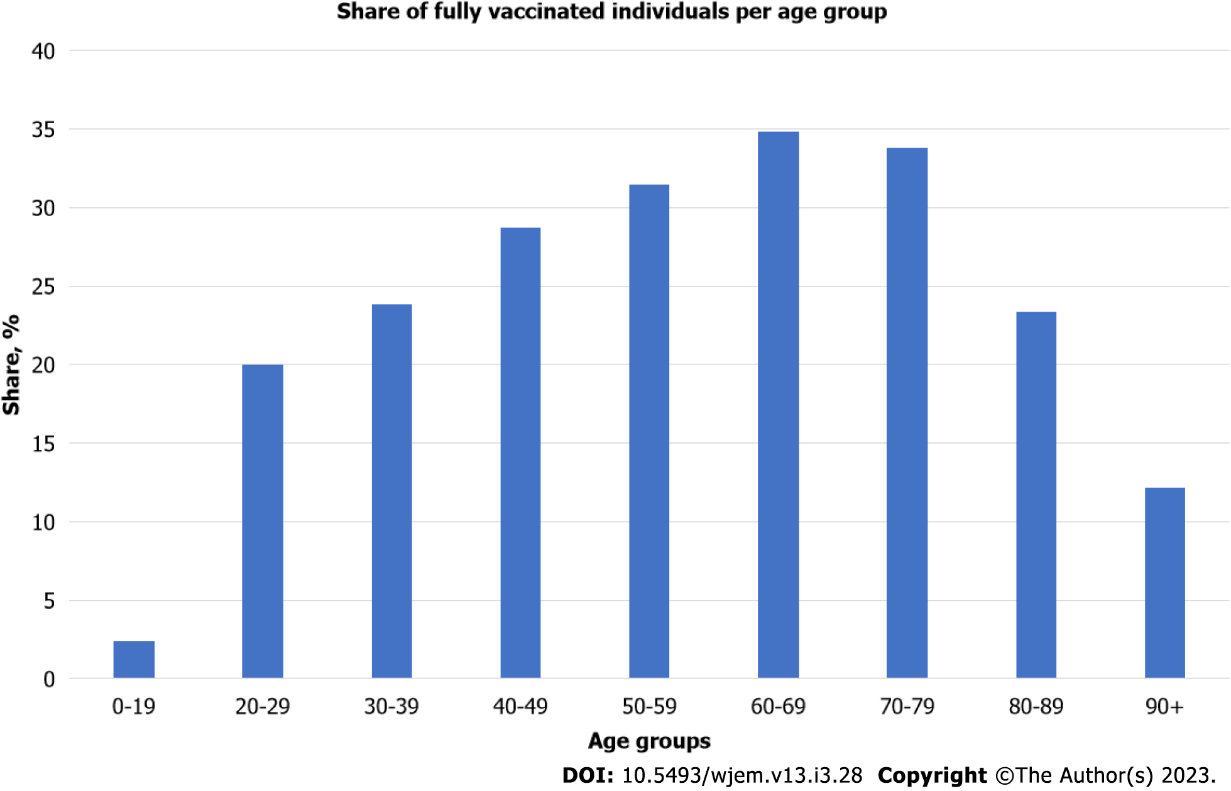 Share of fully vaccinated individuals per age group
40
35
30
25
20
15
10
5
0
Share, %
0-19 20-29 30-39 40-49 50-59 60-69 70-79 80-89 90+
Age groups
DOI: 10.5493/wjem.v13.i3.28 Copyright ©The Author(s) 2023.